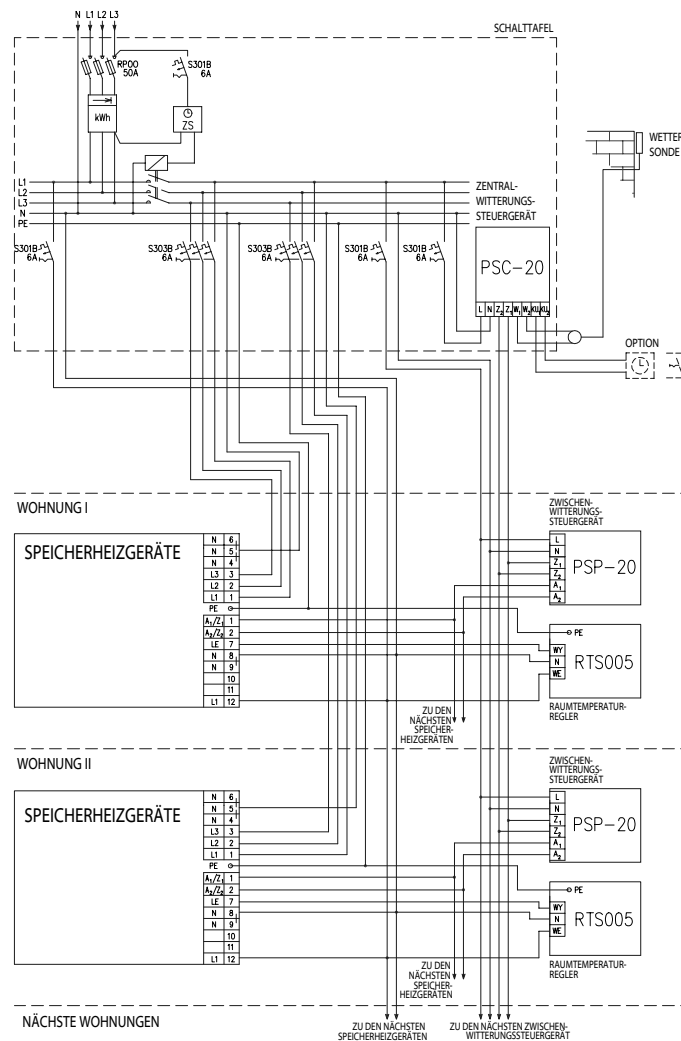 N L1 L2 L3
SCHALTTAFEL
RP00
50A
S301B
6A
kWh
ZS
WETTER
SONDE
L1
L2
L3
N
PE
ZENTRAL-
WITTERUNGS-
STEUERGERÄT
S301B
6A
S303B
6A
S303B
6A
S301B
6A
S301B
6A
PSC-20
L N Z2 Z1 W1 W2 KU1 KU2
OPTION
WOHNUNG I
SPEICHERHEIZGERÄTE
N 6
N 5
N 4
L3 3
L2 2
L1 1
PE
A1/Z1 1
A2/Z2 2
LE 7
N 8
N 9
10
11
L1 12
ZWISCHEN-
WITTERUNGS-
STEUERGERÄT
L
N
Z1
Z2
A1
A2
PSP-20
PE
WY
N
WE
RTS005
RAUMTEMPERATUR-
REGLER
ZU DEN
NÄCHSTEN
SPEICHER-
HEIZGERÄTEN
WOHNUNG II
SPEICHERHEIZGERÄTE
N 6
N 5
N 4
L3 3
L2 2
L1 1
PE
A1/Z1 1
A2/Z2 2
LE 7
N 8
N 9
10
11
L1 12
ZWISCHEN-
WITTERUNGS-
STEUERGERÄT
L
N
Z1
Z2
A1
A2
PSP-20
PE
WY
N
WE
RTS005
RAUMTEMPERATUR-
REGLER
ZU DEN
NÄCHSTEN
SPEICHER-
HEIZGERÄTEN
NÄCHSTE WOHNUNGEN
ZU DEN NÄCHSTEN
SPEICHERHEIZGERÄTEN
ZU DEN NÄCHSTEN ZWISCHEN-
WITTERUNGSSTEUERGERÄT